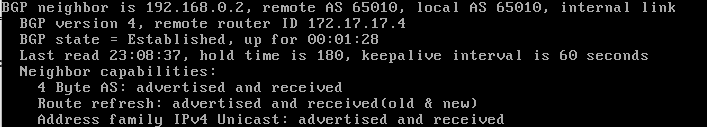 BGP neighbor is 192.168.0.2, remote AS 65010, local AS 65010, internal link
BGP version 4, remote router ID 172.17.17.4
BGP state = Established, up for 00:01:28
Last read 23:08:37, hold time is 180, keepalive interval is 60 seconds
Neighbor capabilities:
4 Byte AS: advertised and received
Route refresh: advertised and received(old & new)
Address family IPv4 Unicast: advertised and received